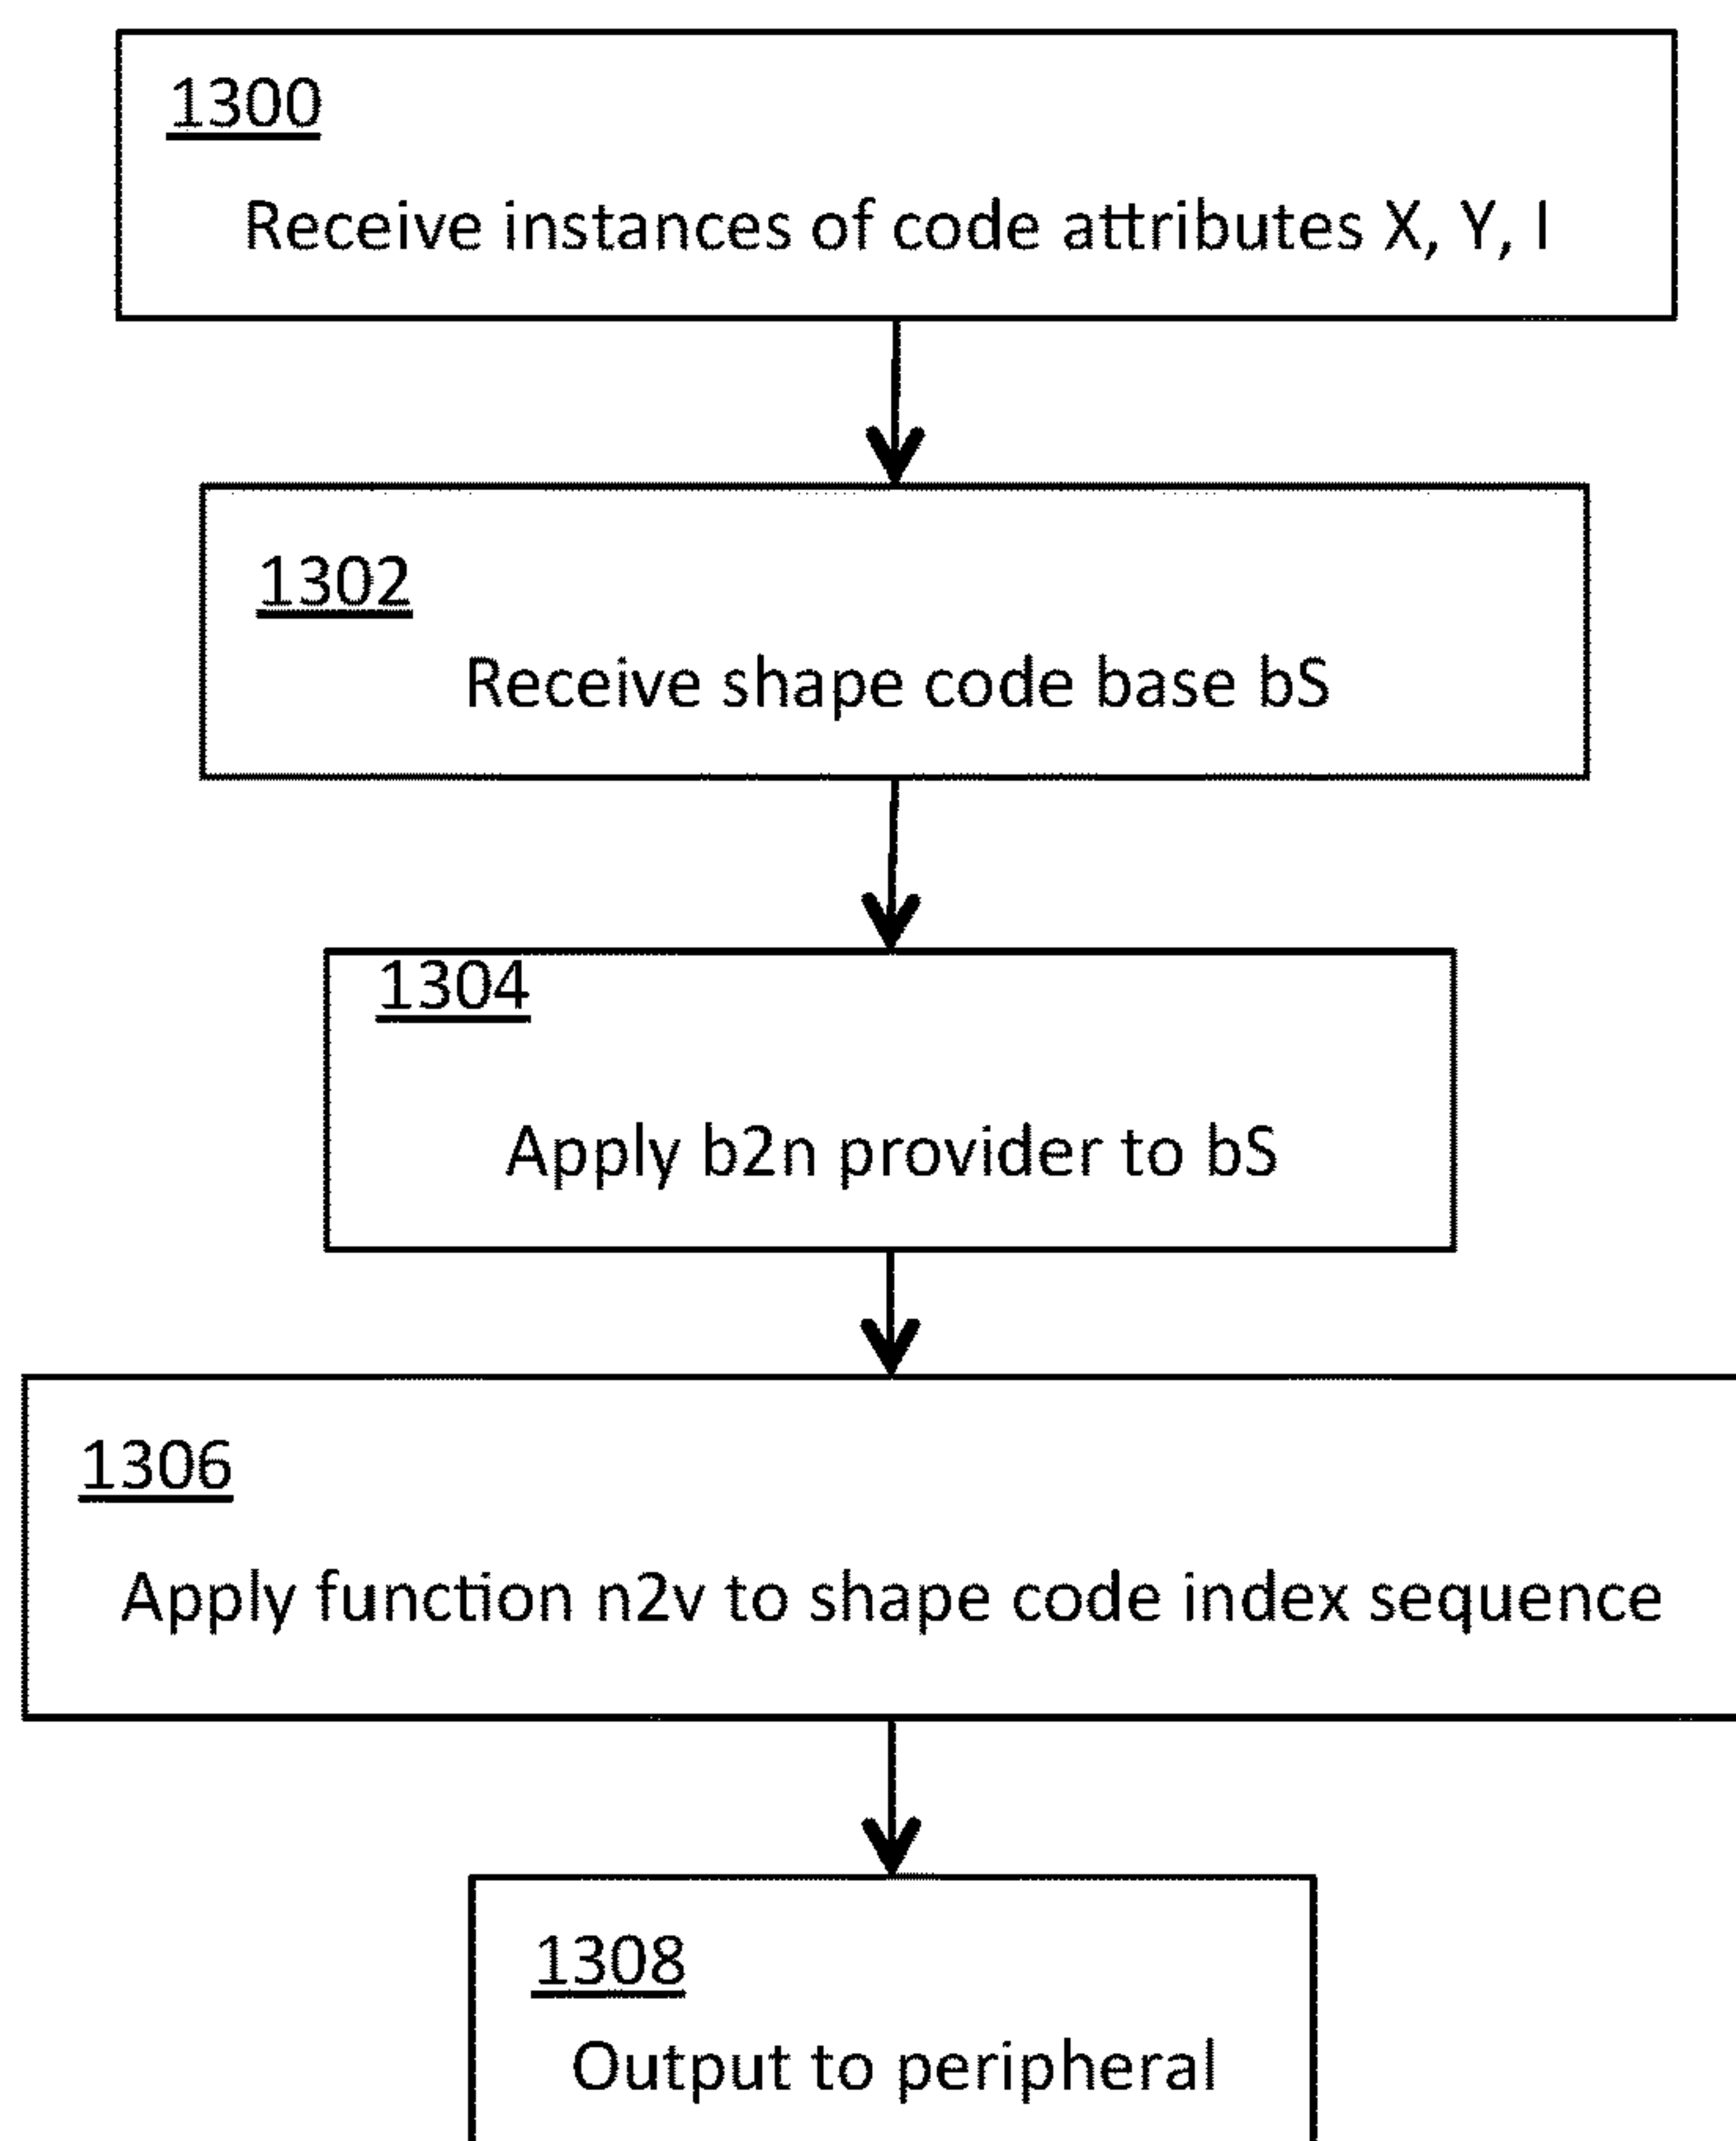 1300
Receive instances of code attributes X, Y, I
1302
Receive shape code base bS
1304
Apply b2n provider to bS
1306
Apply function n2v to shape code index sequence
1308
Output to peripheral